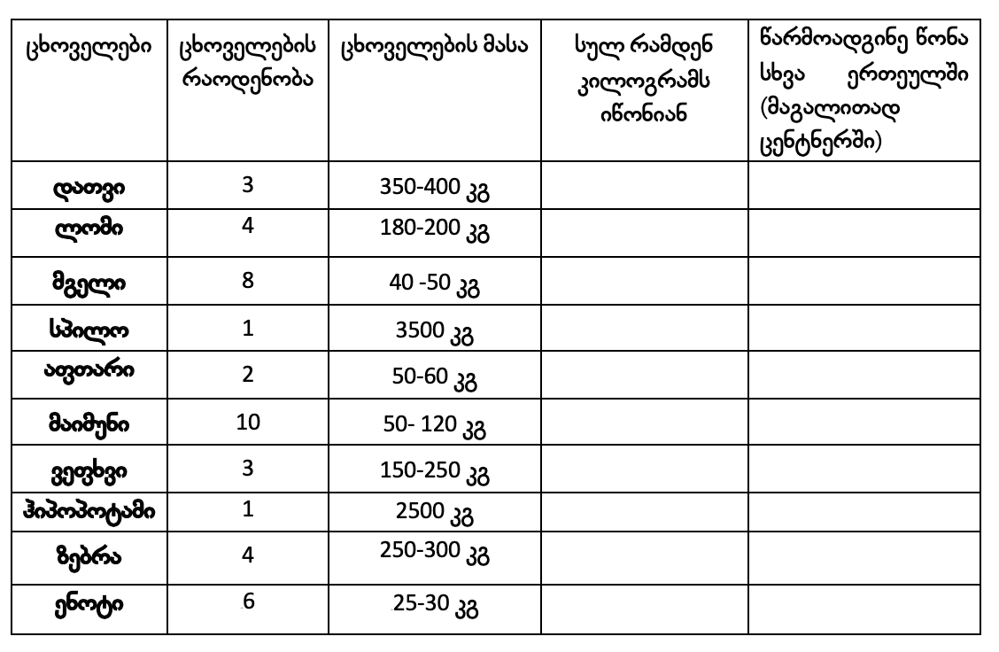 ცხოველები
ცხოველების
რაოდენობა
ცხოველების მასა
სულ რამდენ
კილოგრამს
იწონიან
წარმოადგინე წონა
სხვა ერთეულში
(მაგალითად
ცენტნერში)
დათვი 3 350-400 კგ
ლომი 4 180-200 კგ
მგელი 8 40 -50 კგ
სპილო 1 3500 კგ
აფთარი 2 50-60 კგ
მაიმუნი 10 50- 120 კგ
ვეფხვი 3 150-250 კგ
ჰიპოპოტამი 1 2500 კგ
ზებრა 4 250-300 კგ
ენოტი 6 25-30 კგ